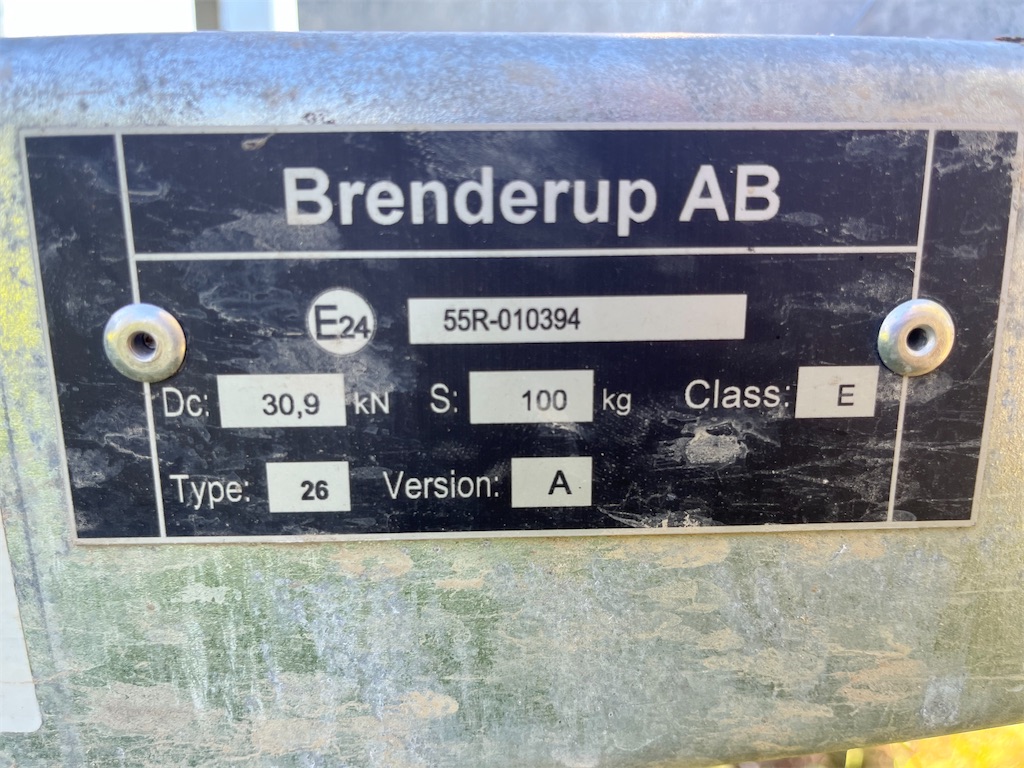 Brenderup AB
E24 55R-010394
Dc: 30,9 kN S: 100 kg Class: E
Type: 26 Version: A